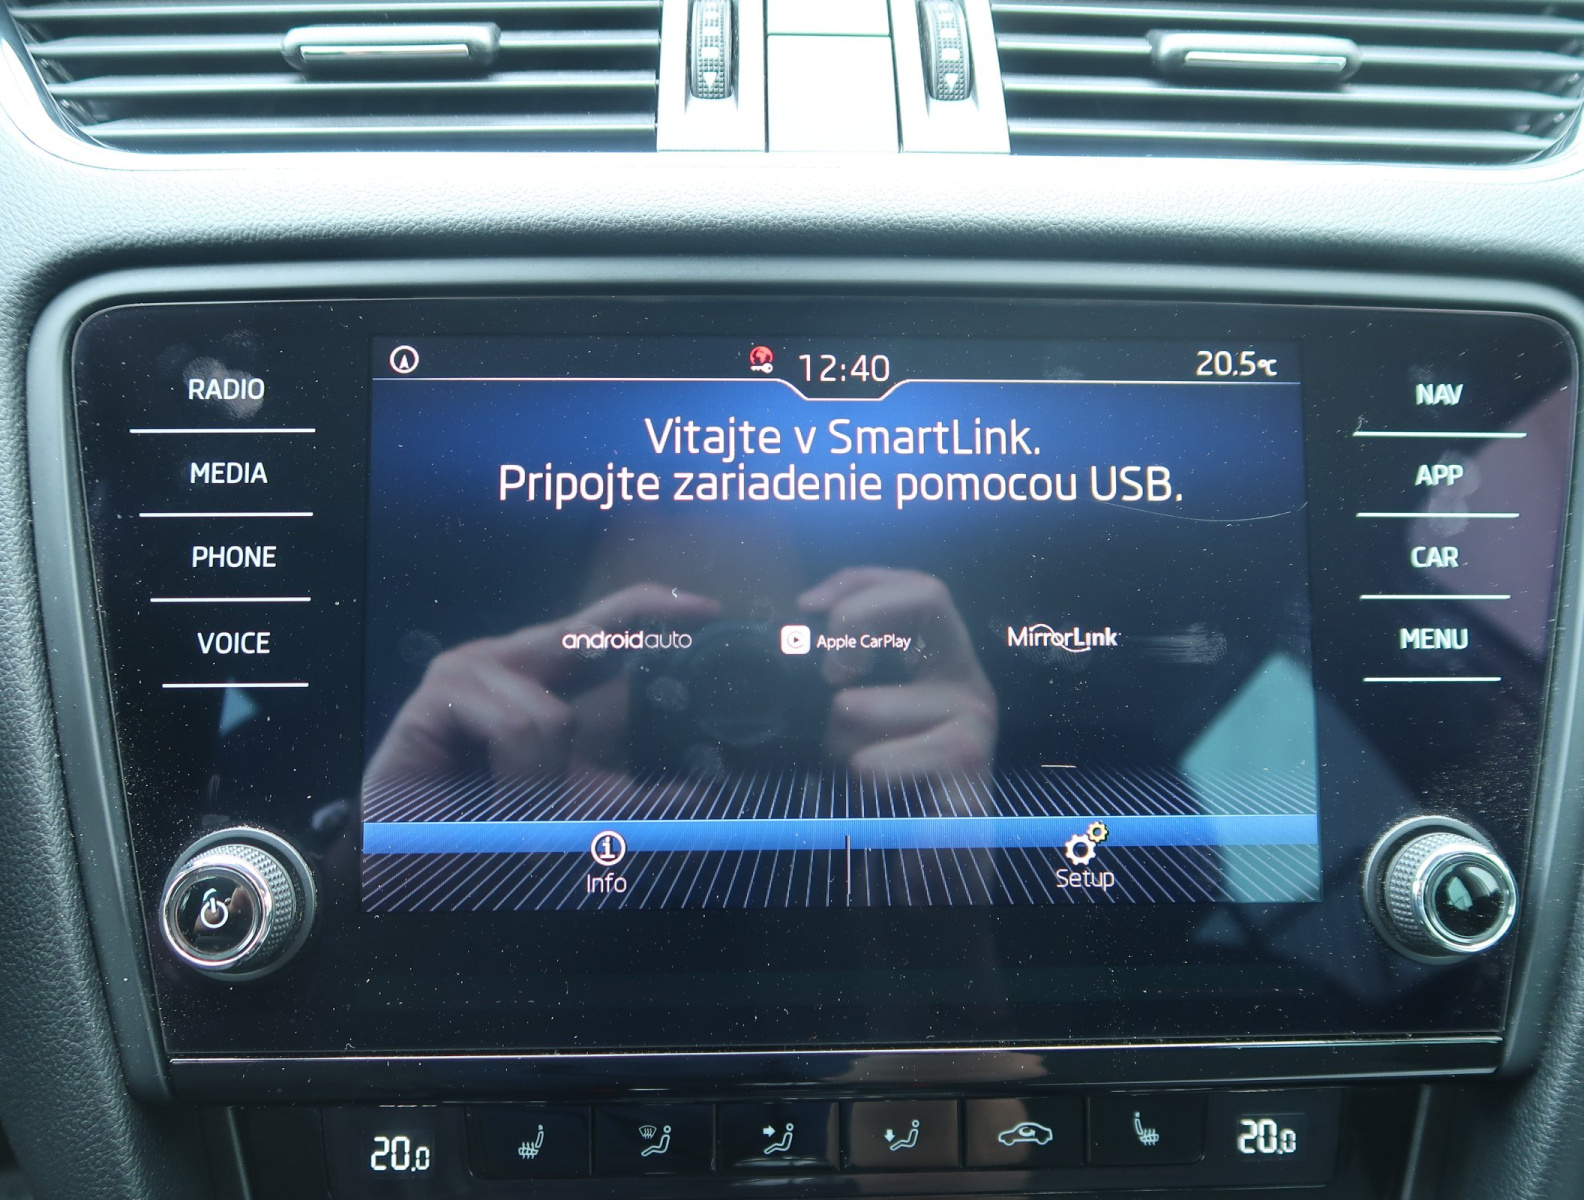 12:40
20.5°C
RADIO
MEDIA
PHONE
VOICE
Vitajte v SmartLink.
Pripojte zariadenie pomocou USB.
androidauto
Apple CarPlay
MirrorLink
NAV
APP
CAR
MENU
Info
Setup
20.0
20.0